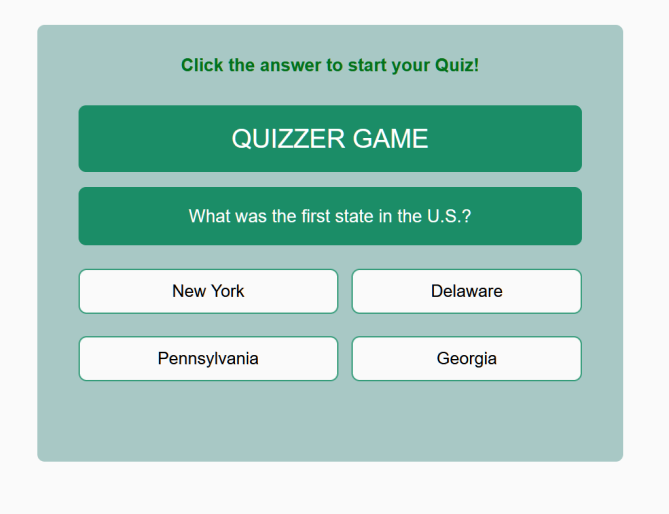 Click the answer to start your Quiz!
QUIZZER GAME
What was the first state in the U.S.?
New York
Delaware
Pennsylvania
Georgia